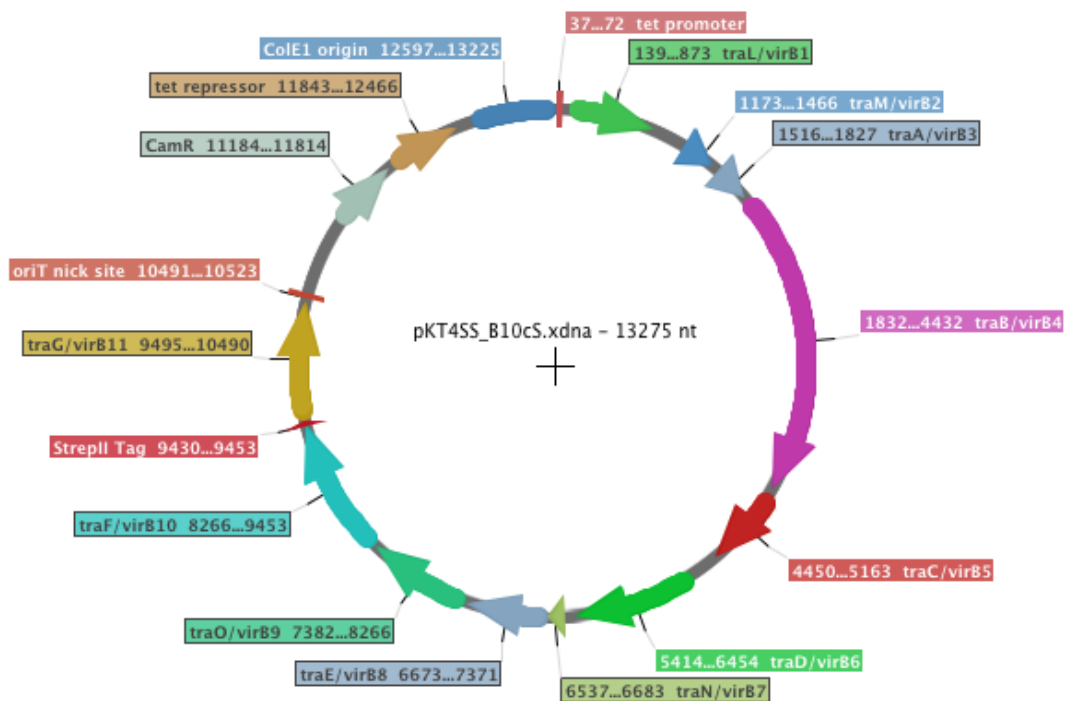 37...72 tet promoter
ColE1 origin 12597...13225
139...873 traL/virB1
tet repressor 11843...12466
1173...1466 traM/virB2
1516...1827 traA/virB3
CamR 11184...11814
oriT nick site 10491...10523
1832...4432 traB/virB4
pKT4SS_B10cS.xdna - 13275 nt
traG/virB11 9495...10490
StrepII Tag 9430...9453
traF/virB10 8266...9453
4450...5163 traC/virB5
traO/virB9 7382...8266
5414...6454 traD/virB6
traE/virB8 6673...7371
6537...6683 traN/virB7